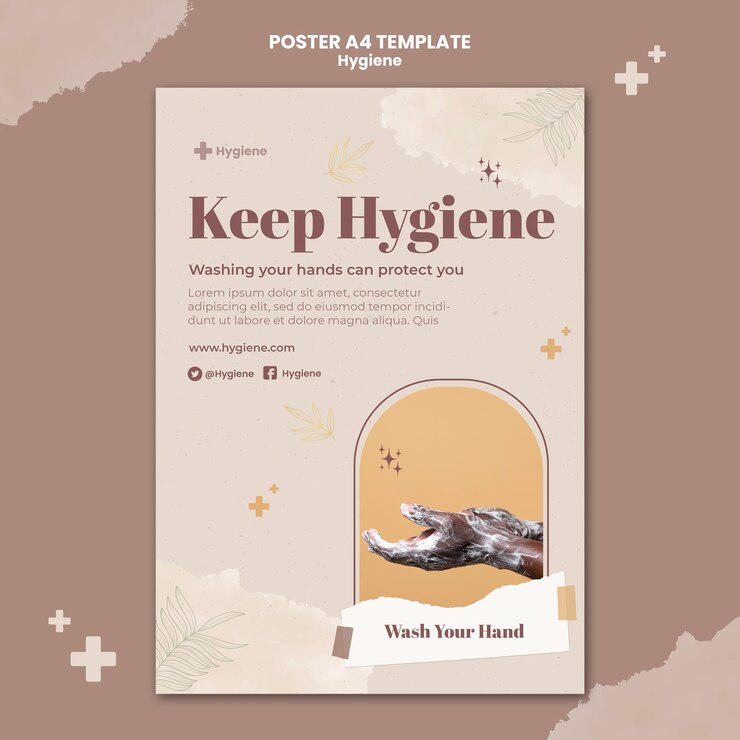 POSTER A4 TEMPLATE
Hygiene
Hygiene
Keep Hygiene
Washing your hands can protect you
Lorem ipsum dolor sit amet, consectetur
adipiscing elit, sed do eiusmod tempor incidi-
dunt ut labore et dolore magna aliqua. Quis
www.hygiene.com
@Hygiene Hygiene
Wash Your Hand